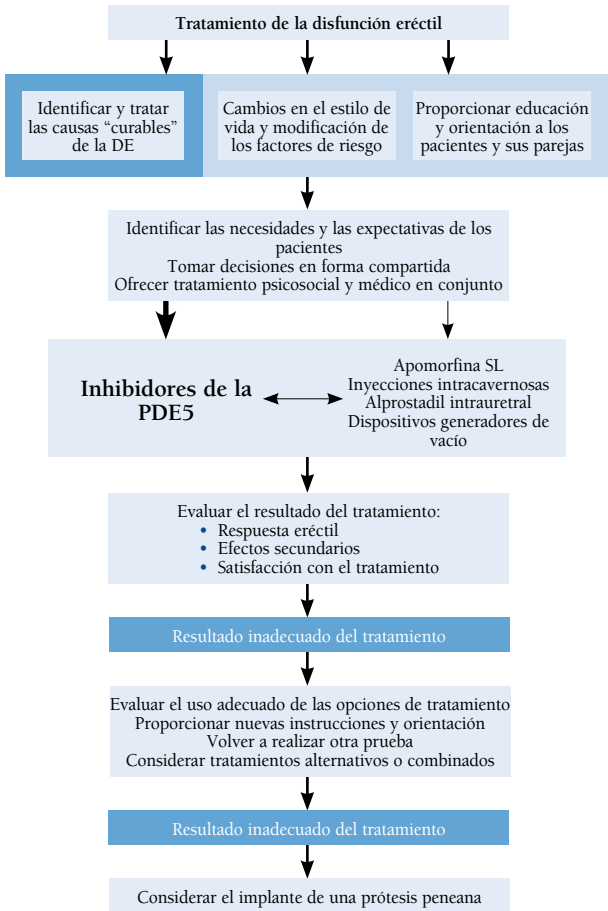 Tratamiento de la disfunción eréctil
Identificar y tratar
las causas “curables”
de la DE
Cambios en el estilo de
vida y modificación de
los factores de riesgo
Proporcionar educación
y orientación a los
pacientes y sus parejas
Identificar las necesidades y las expectativas de los
pacientes
Tomar decisiones en forma compartida
Ofrecer tratamiento psicosocial y médico en conjunto
Inhibidores de la
PDE5
Apomorfina SL
Inyecciones intracavernosas
Alprostadil intrauretral
Dispositivos generadores de
vacío
Evaluar el resultado del tratamiento:
• Respuesta eréctil
• Efectos secundarios
• Satisfacción con el tratamiento
Resultado inadecuado del tratamiento
Evaluar el uso adecuado de las opciones de tratamiento
Proporcionar nuevas instrucciones y orientación
Volver a realizar otra prueba
Considerar tratamientos alternativos o combinados
Resultado inadecuado del tratamiento
Considerar el implante de una prótesis peneana